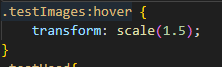 .testImages:hover {
    transform: scale(1.5);
}